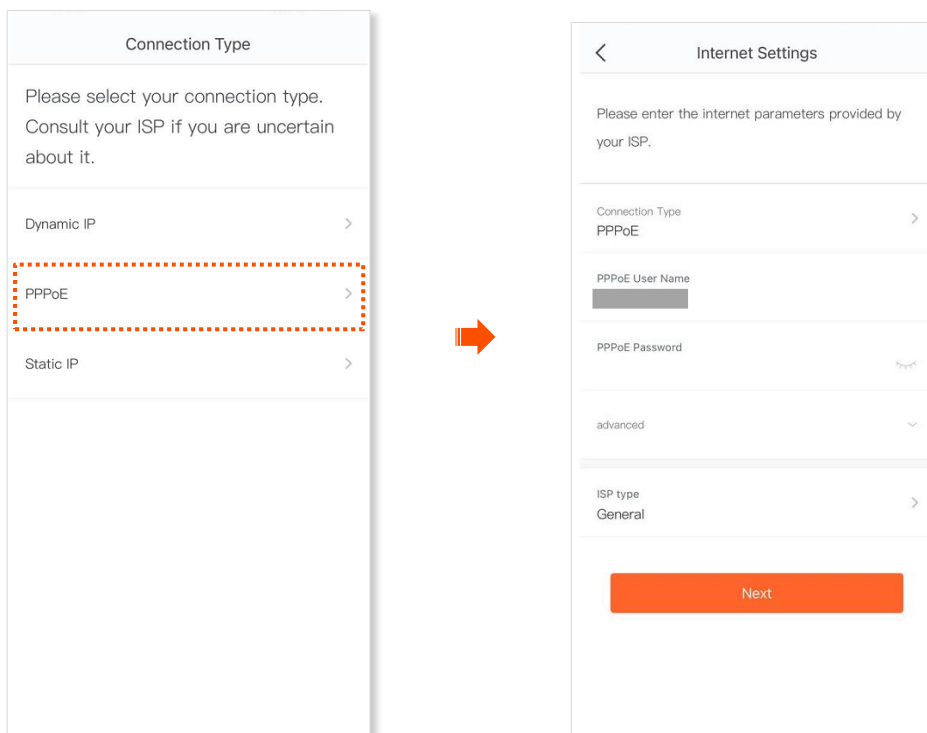 Connection Type
Please select your connection type.
Consult your ISP if you are uncertain
about it.
Dynamic IP
PPPoE
Static IP
Internet Settings
Please enter the internet parameters provided by
your ISP.
Connection Type
PPPoE
PPPoE User Name
PPPoE Password
advanced
ISP type
General
Next